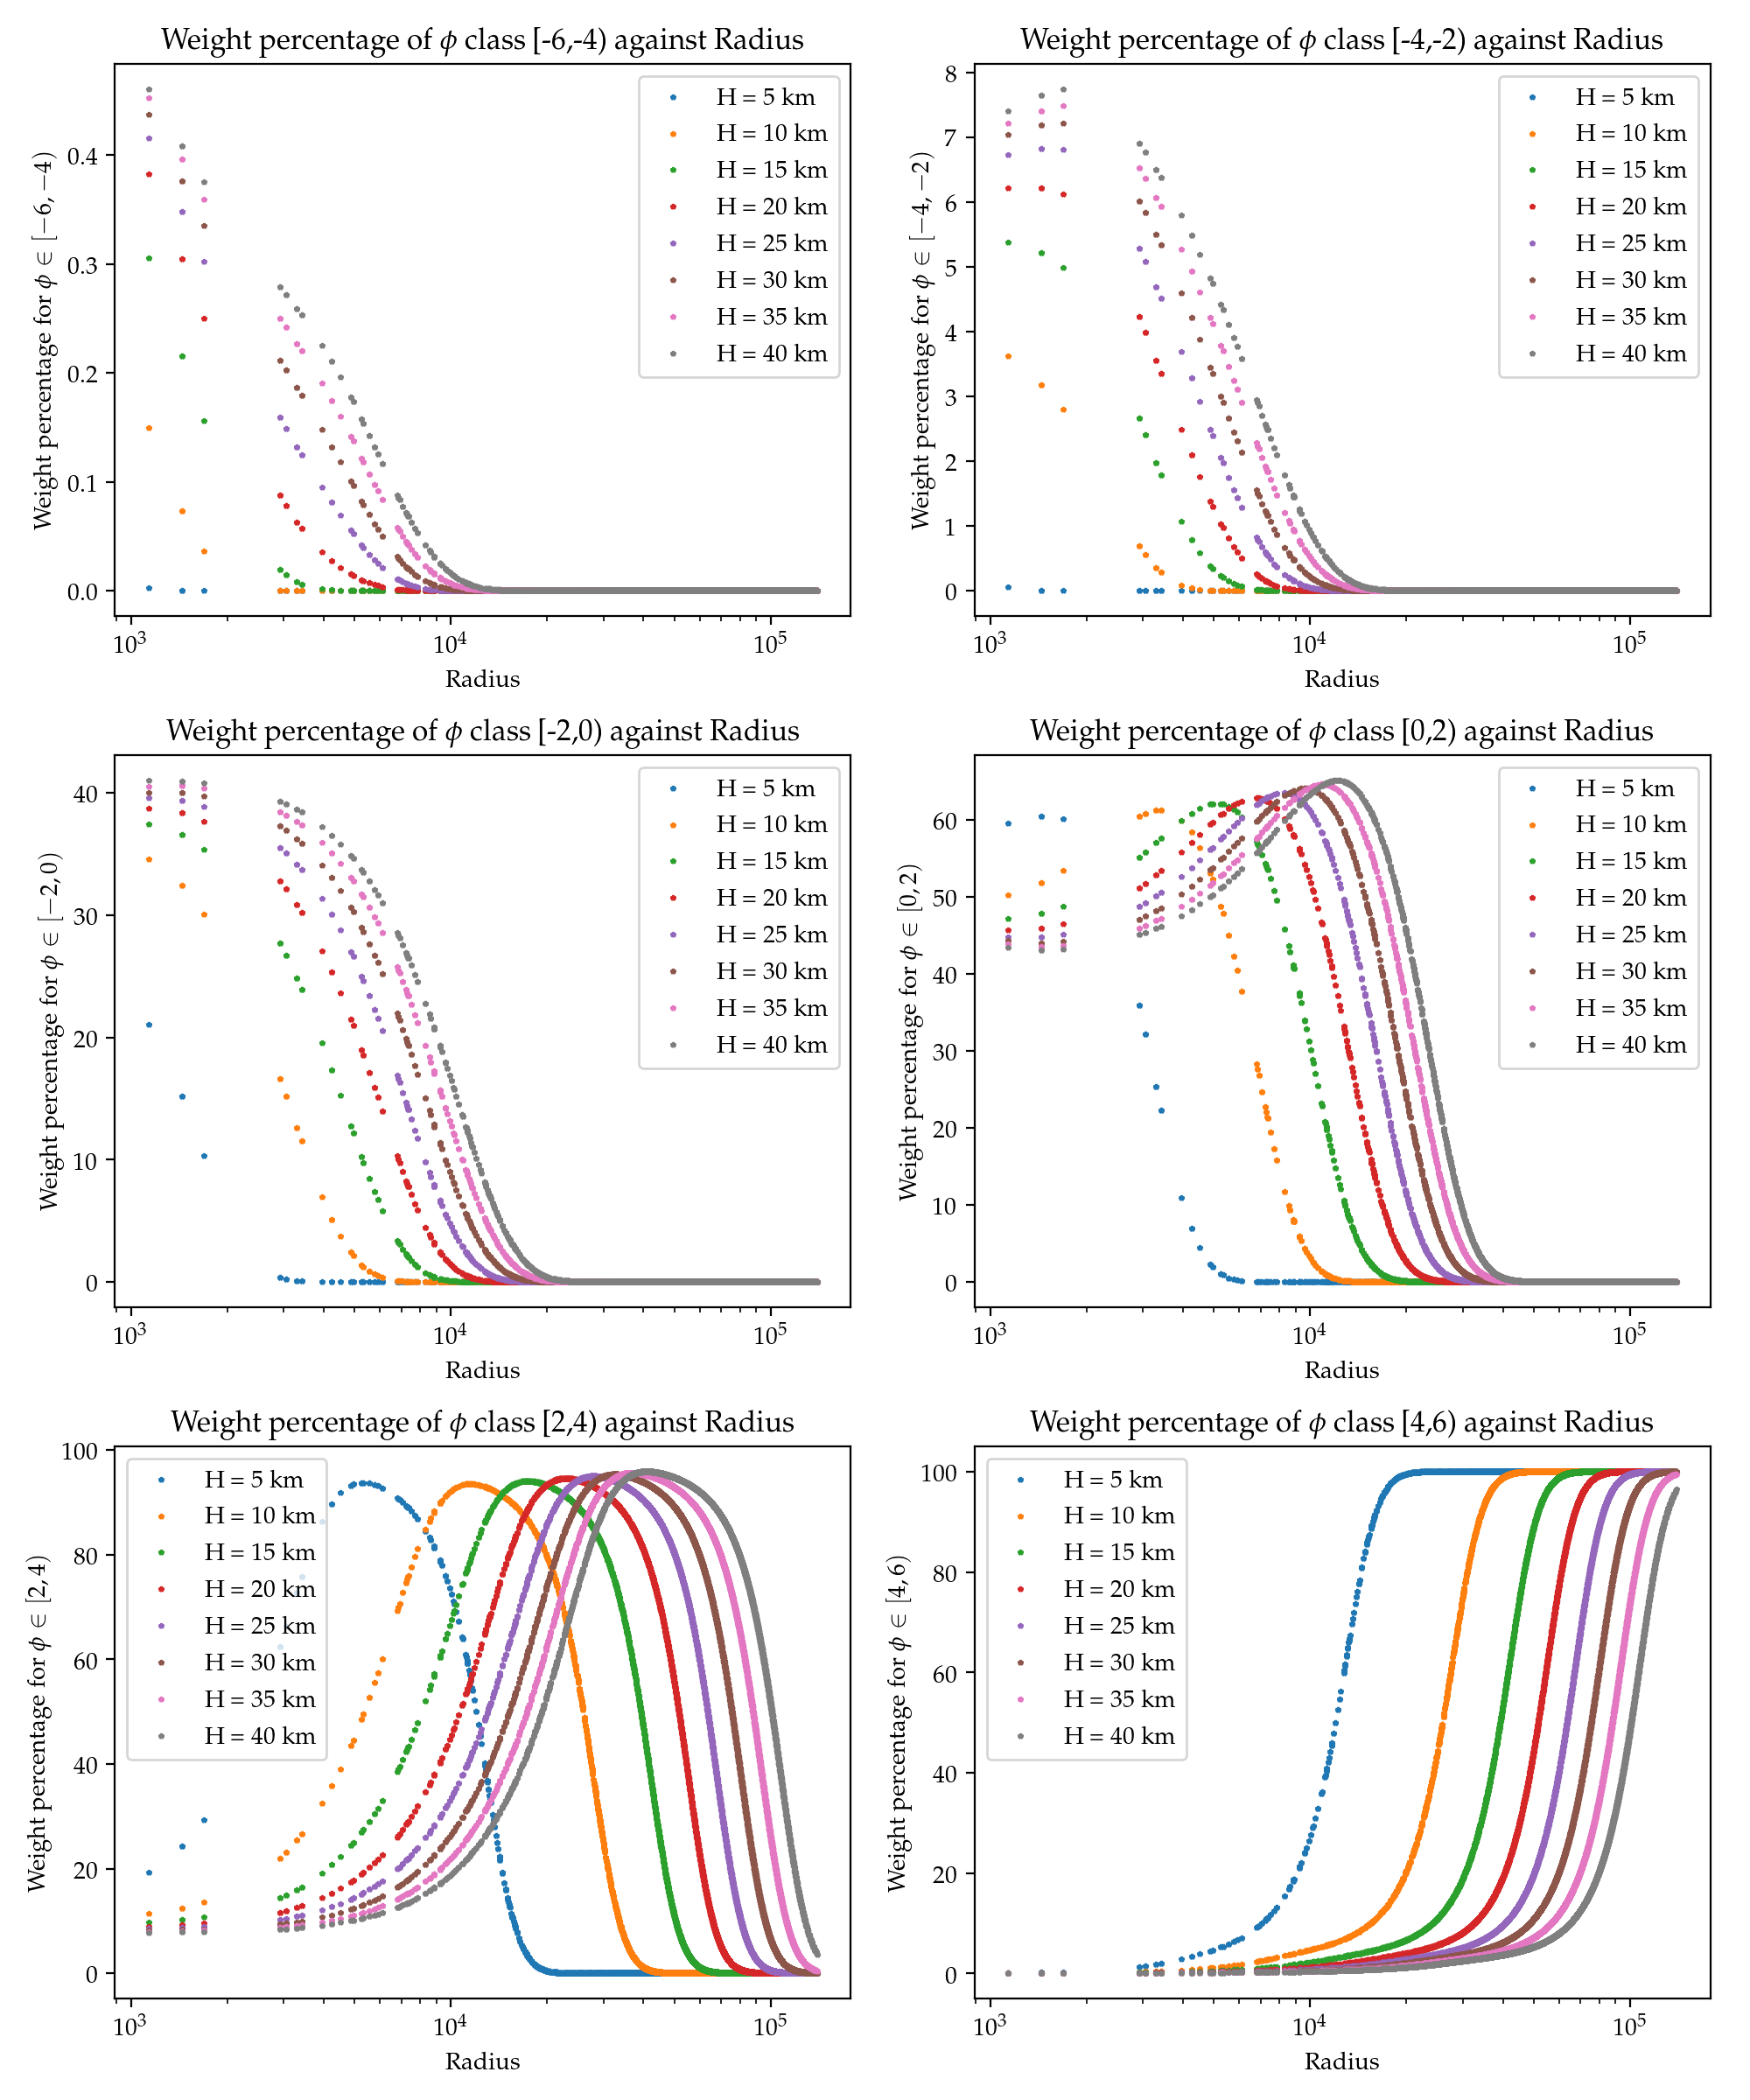 Weight percentage of ϕ class [-6,-4) against Radius
Weight percentage for ϕ ∈ [−6, −4)
0.4
0.3
0.2
0.1
0.0
10³
10⁴
10⁵
Radius
H = 5 km
H = 10 km
H = 15 km
H = 20 km
H = 25 km
H = 30 km
H = 35 km
H = 40 km
Weight percentage of ϕ class [-4,-2) against Radius
Weight percentage for ϕ ∈ [−4, −2)
8
7
6
5
4
3
2
1
0
10³
10⁴
10⁵
Radius
H = 5 km
H = 10 km
H = 15 km
H = 20 km
H = 25 km
H = 30 km
H = 35 km
H = 40 km
Weight percentage of ϕ class [-2,0) against Radius
Weight percentage for ϕ ∈ [−2, 0)
40
30
20
10
0
10³
10⁴
10⁵
Radius
H = 5 km
H = 10 km
H = 15 km
H = 20 km
H = 25 km
H = 30 km
H = 35 km
H = 40 km
Weight percentage of ϕ class [0,2) against Radius
Weight percentage for ϕ ∈ [0, 2)
60
50
40
30
20
10
0
10³
10⁴
10⁵
Radius
H = 5 km
H = 10 km
H = 15 km
H = 20 km
H = 25 km
H = 30 km
H = 35 km
H = 40 km
Weight percentage of ϕ class [2,4) against Radius
Weight percentage for ϕ ∈ [2, 4)
100
80
60
40
20
0
10³
10⁴
10⁵
Radius
H = 5 km
H = 10 km
H = 15 km
H = 20 km
H = 25 km
H = 30 km
H = 35 km
H = 40 km
Weight percentage of ϕ class [4,6) against Radius
Weight percentage for ϕ ∈ [4, 6)
100
80
60
40
20
0
10³
10⁴
10⁵
Radius
H = 5 km
H = 10 km
H = 15 km
H = 20 km
H = 25 km
H = 30 km
H = 35 km
H = 40 km